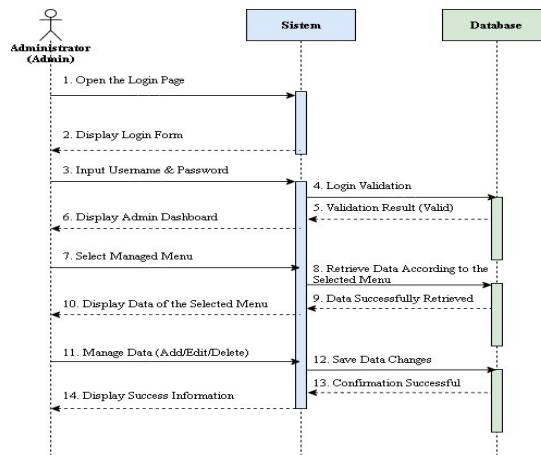 Sistem
Database
Administrator
(Admin)
1. Open the Login Page
2. Display Login Form
3. Input Username & Password
4. Login Validation
5. Validation Result (Valid)
6. Display Admin Dashboard
7. Select Managed Menu
8. Retrieve Data According to the
Selected Menu
9. Data Successfully Retrieved
10. Display Data of the Selected Menu
11. Manage Data (Add/Edit/Delete)
12. Save Data Changes
13. Confirmation Successful
14. Display Success Information